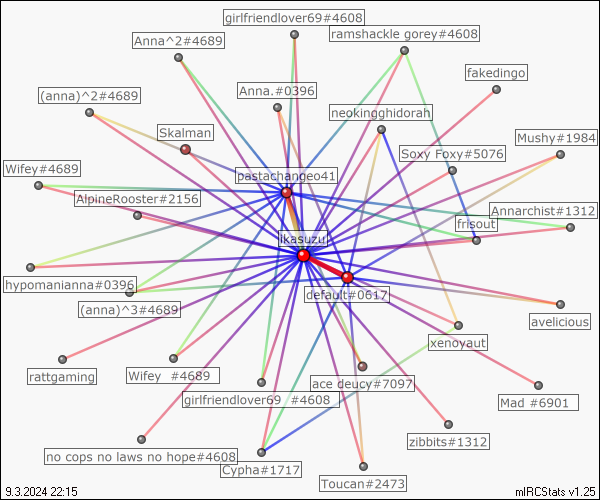 girlfriendlover69#4608
ramshackle gorey#4608
Anna^2#4689
fakedingo
Anna.#0396
(anna)^2#4689
neokingghidorah
Skalman
Mushy#1984
Soxy Foxy#5076
Wifey#4689
pastachangeo41
AlpineRooster#2156
Annarchist#1312
frisout
ikasuzu
hypomanianna#0396
default#0617
(anna)^3#4689
avelicious
xenoyaut
rattgaming
Wifey #4689
ace deucy#7097
girlfriendlover69 #4608
Mad #6901
zibbits#1312
no cops no laws no hope#4608
Cypha#1717
Toucan#2473
9.3.2024 22:15
mIRCStats v1.25